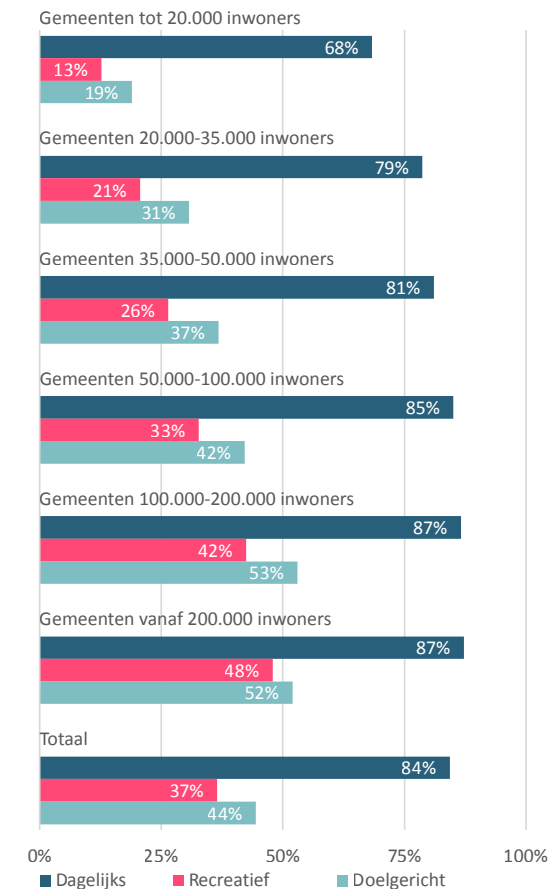 Gemeenten tot 20.000 inwoners
68%
13%
19%
Gemeenten 20.000-35.000 inwoners
79%
21%
31%
Gemeenten 35.000-50.000 inwoners
81%
26%
37%
Gemeenten 50.000-100.000 inwoners
85%
33%
42%
Gemeenten 100.000-200.000 inwoners
87%
42%
53%
Gemeenten vanaf 200.000 inwoners
87%
48%
52%
Totaal
84%
37%
44%
0% 25% 50% 75% 100%
Dagelijks Recreatief Doelgericht